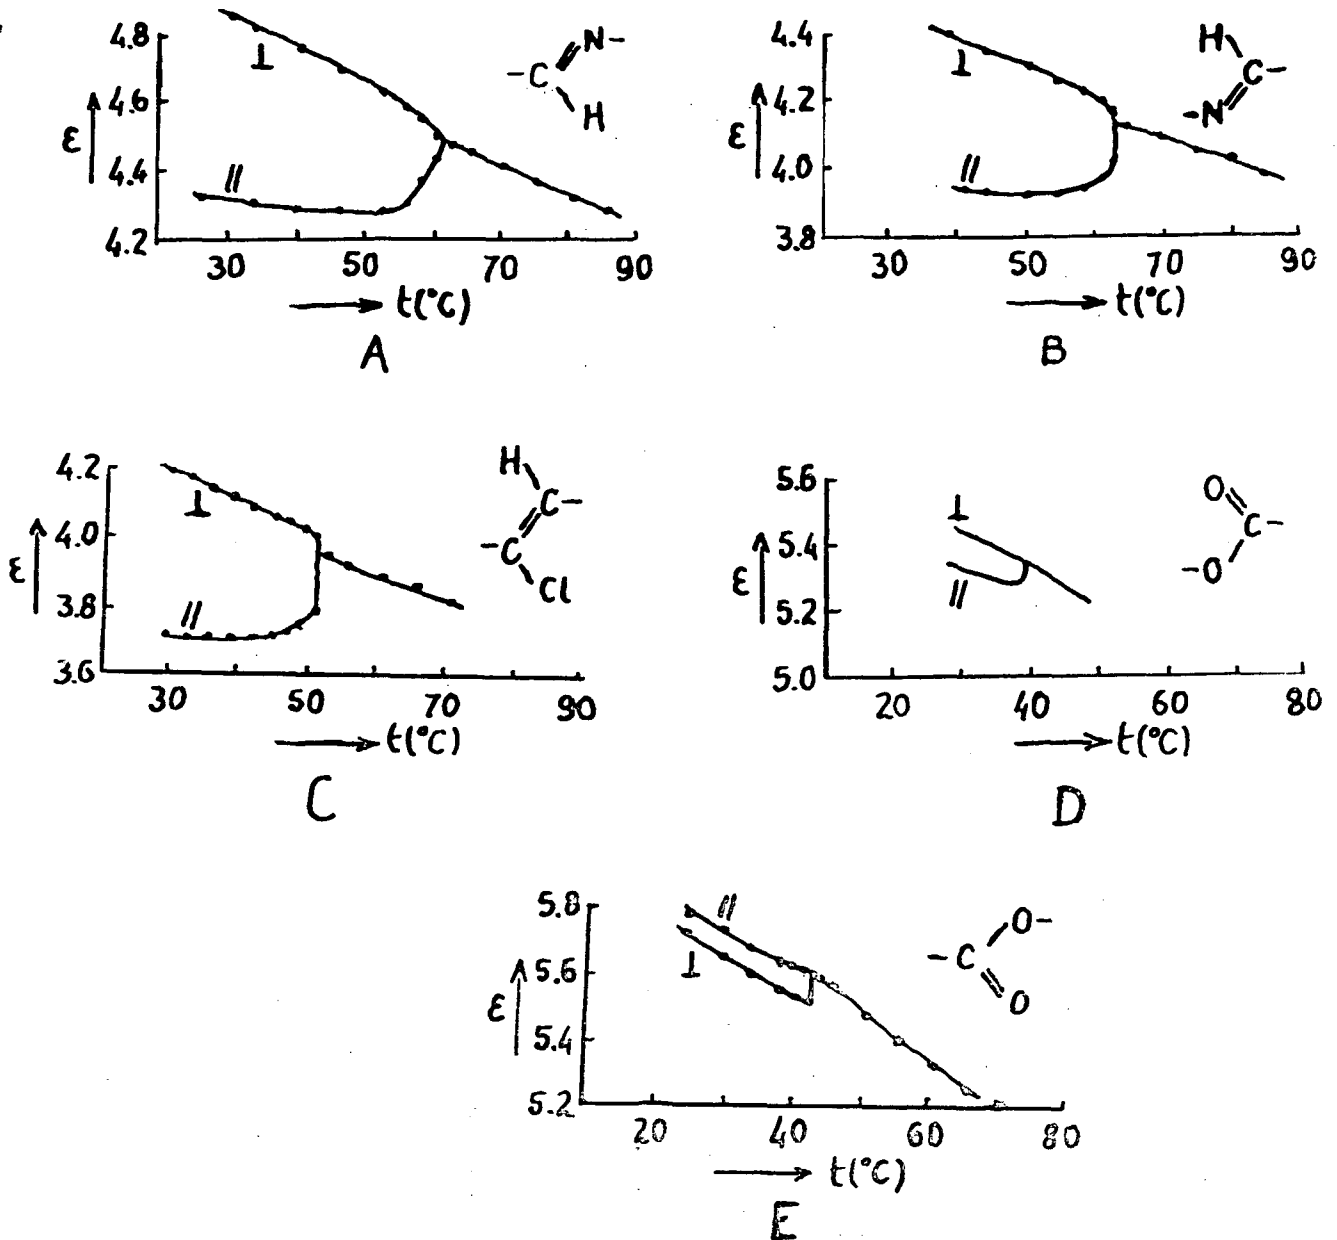 4.8
4.6
4.4
4.2
ε
⊥
//
-C
N-
H
30 50 70 90
t(°C)
A
4.4
4.2
4.0
3.8
ε
⊥
//
H
C-
-N
30 50 70 90
t(°C)
B
4.2
4.0
3.8
3.6
ε
⊥
//
H
C-
-C
Cl
30 50 70 90
t(°C)
C
5.6
5.4
5.2
5.0
ε
⊥
//
O
C-
-O
20 40 60 80
t(°C)
D
5.8
5.6
5.4
5.2
ε
//
⊥
O-
-C
O
20 40 60 80
t(°C)
E